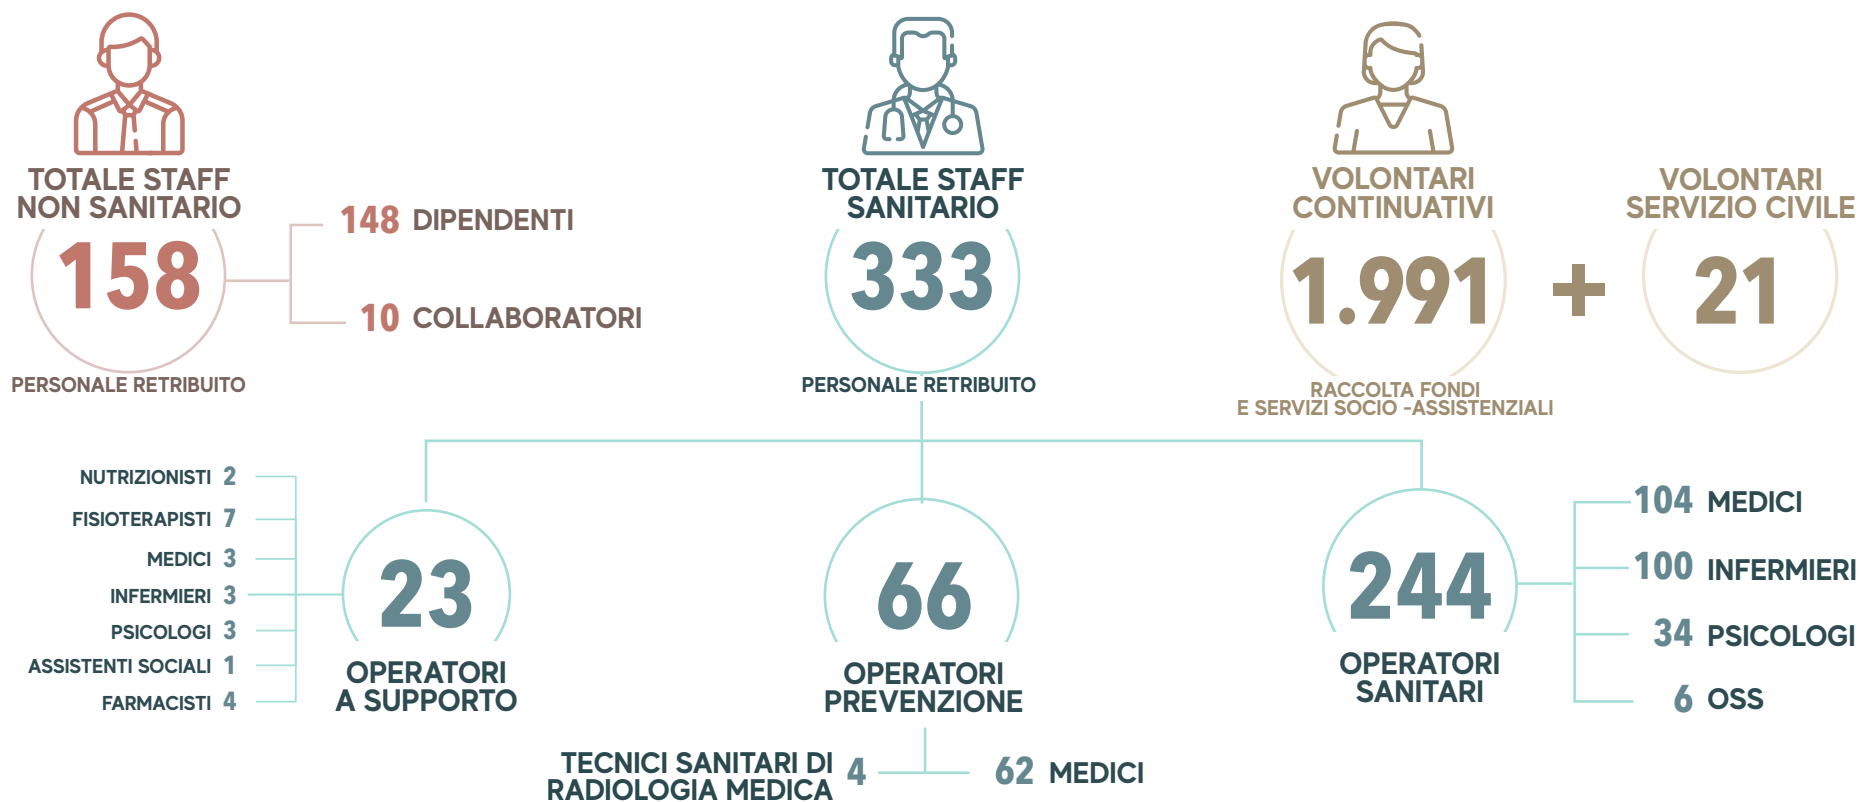 TOTALE STAFF
NON SANITARIO
158
PERSONALE RETRIBUITO
148 DIPENDENTI
10 COLLABORATORI
TOTALE STAFF
SANITARIO
333
PERSONALE RETRIBUITO
VOLONTARI
CONTINUATIVI
1.991
RACCOLTA FONDI
E SERVIZI SOCIO -ASSISTENZIALI
+
VOLONTARI
SERVIZIO CIVILE
21
NUTRIZIONISTI 2
FISIOTERAPISTI 7
MEDICI 3
INFERMIERI 3
PSICOLOGI 3
ASSISTENTI SOCIALI 1
FARMACISTI 4
23
OPERATORI
A SUPPORTO
66
OPERATORI
PREVENZIONE
TECNICI SANITARI DI
RADIOLOGIA MEDICA 4
62 MEDICI
244
OPERATORI
SANITARI
104 MEDICI
100 INFERMIERI
34 PSICOLOGI
6 OSS